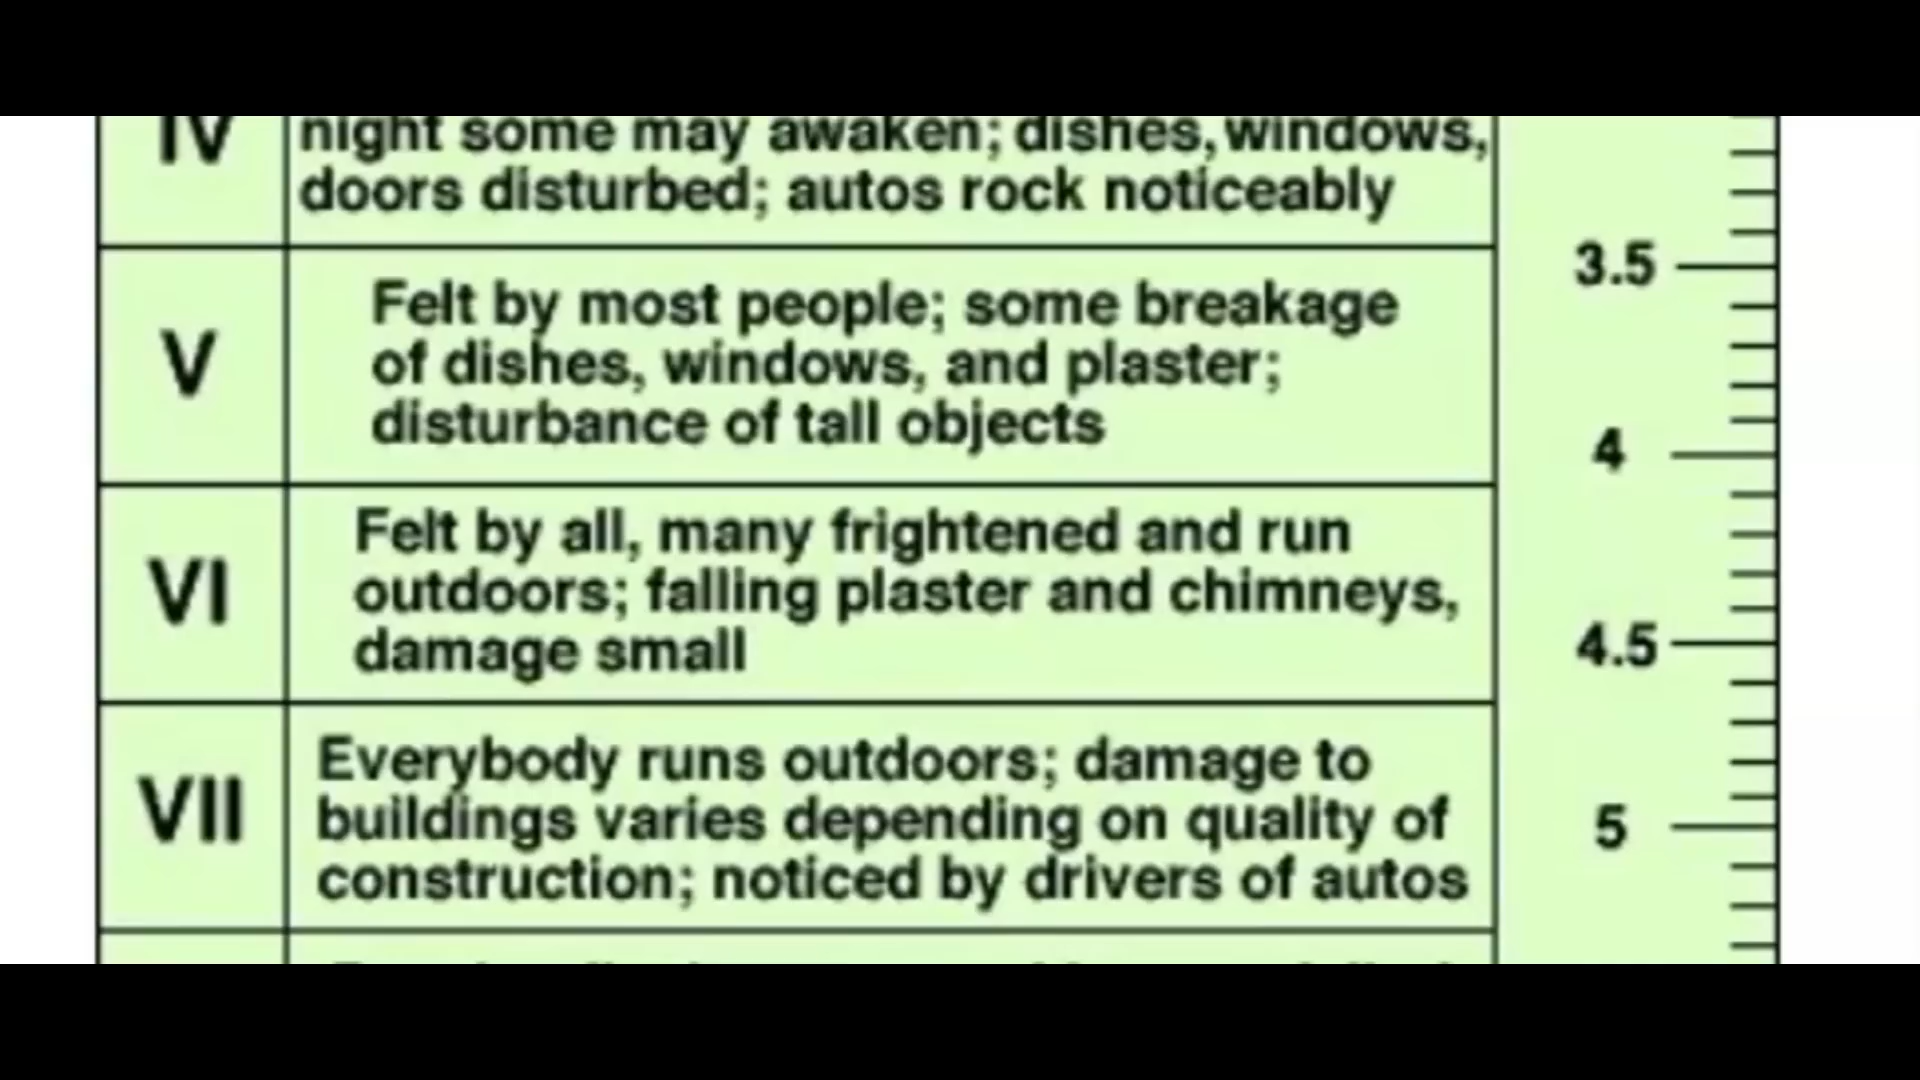 IV
night some may awaken; dishes, windows,
doors disturbed; autos rock noticeably
3.5
V
Felt by most people; some breakage
of dishes, windows, and plaster;
disturbance of tall objects
4
VI
Felt by all, many frightened and run
outdoors; falling plaster and chimneys,
damage small
4.5
VII
Everybody runs outdoors; damage to
buildings varies depending on quality of
construction; noticed by drivers of autos
5